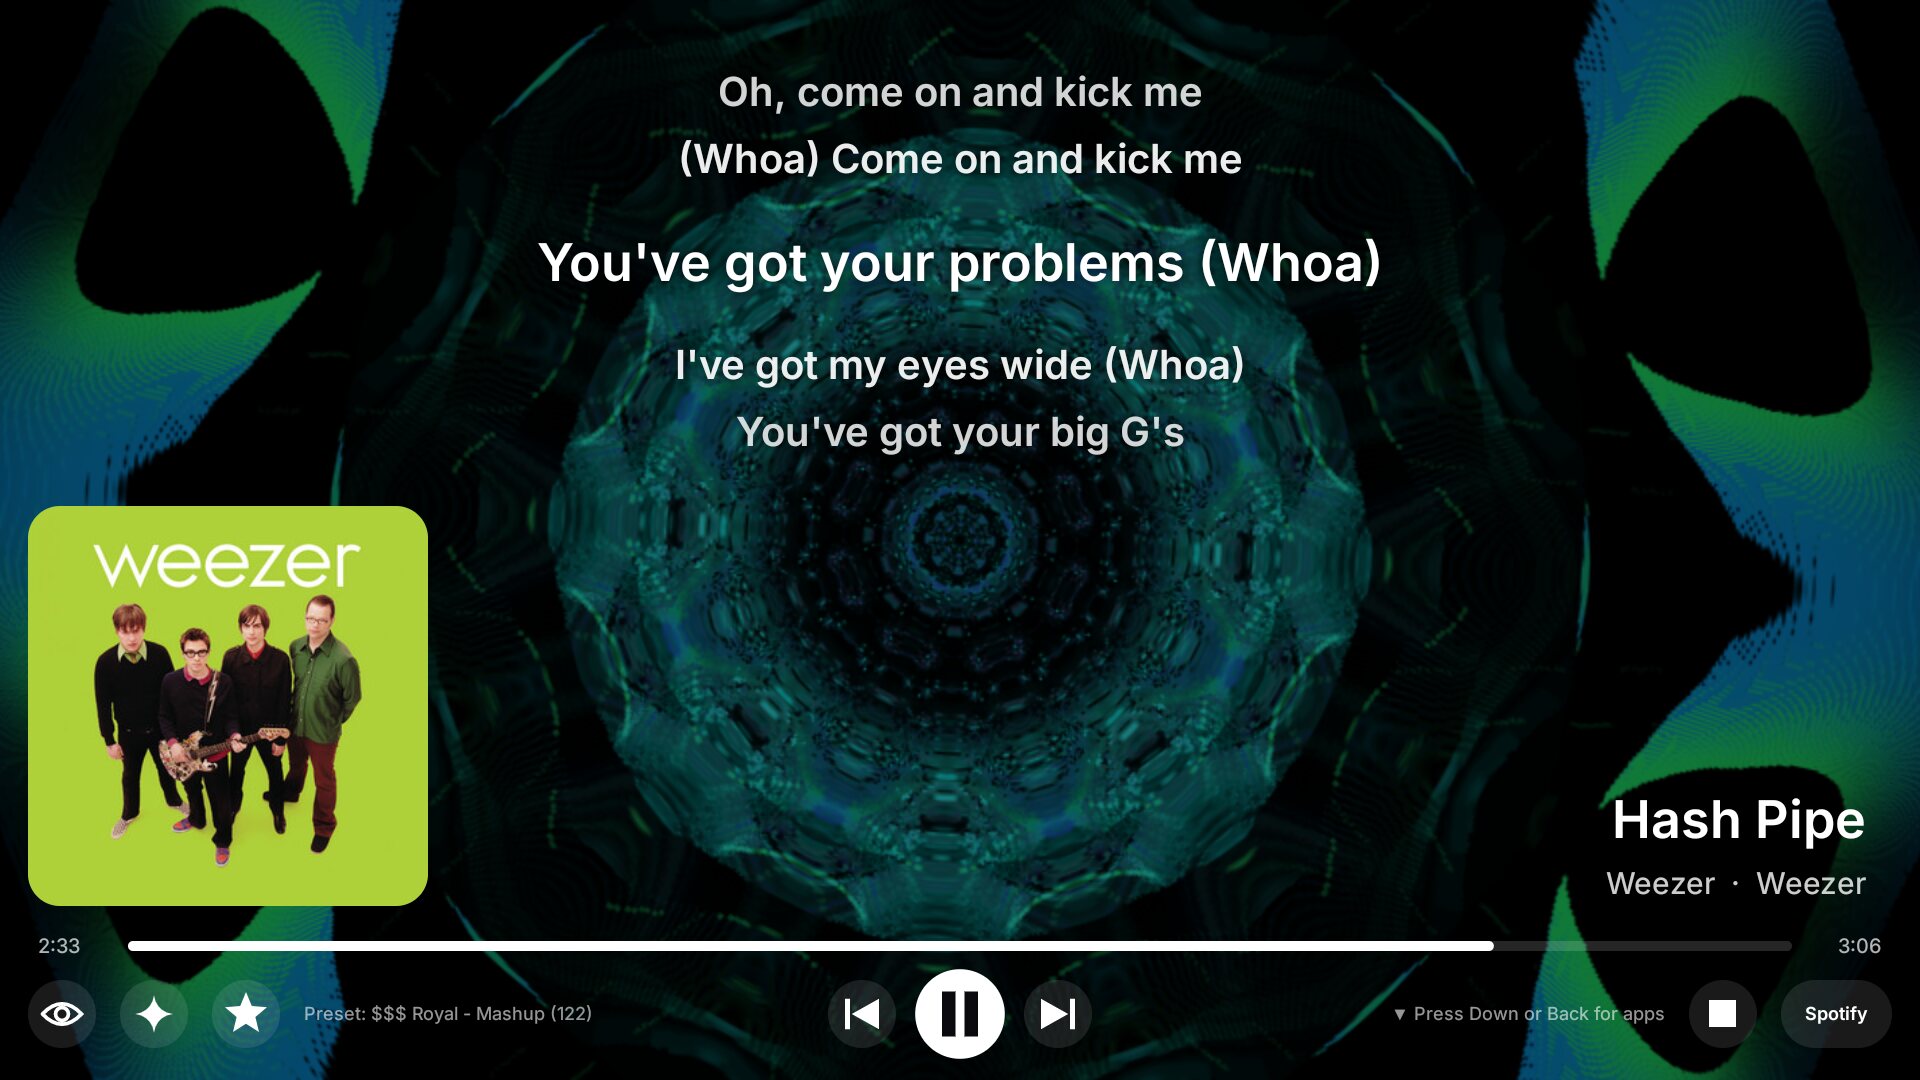 Oh, come on and kick me
(Whoa) Come on and kick me
You've got your problems (Whoa)
I've got my eyes wide (Whoa)
You've got your big G's
weezer
Hash Pipe
Weezer · Weezer
2:33
3:06
Preset: $$$ Royal - Mashup (122)
▼ Press Down or Back for apps
Spotify